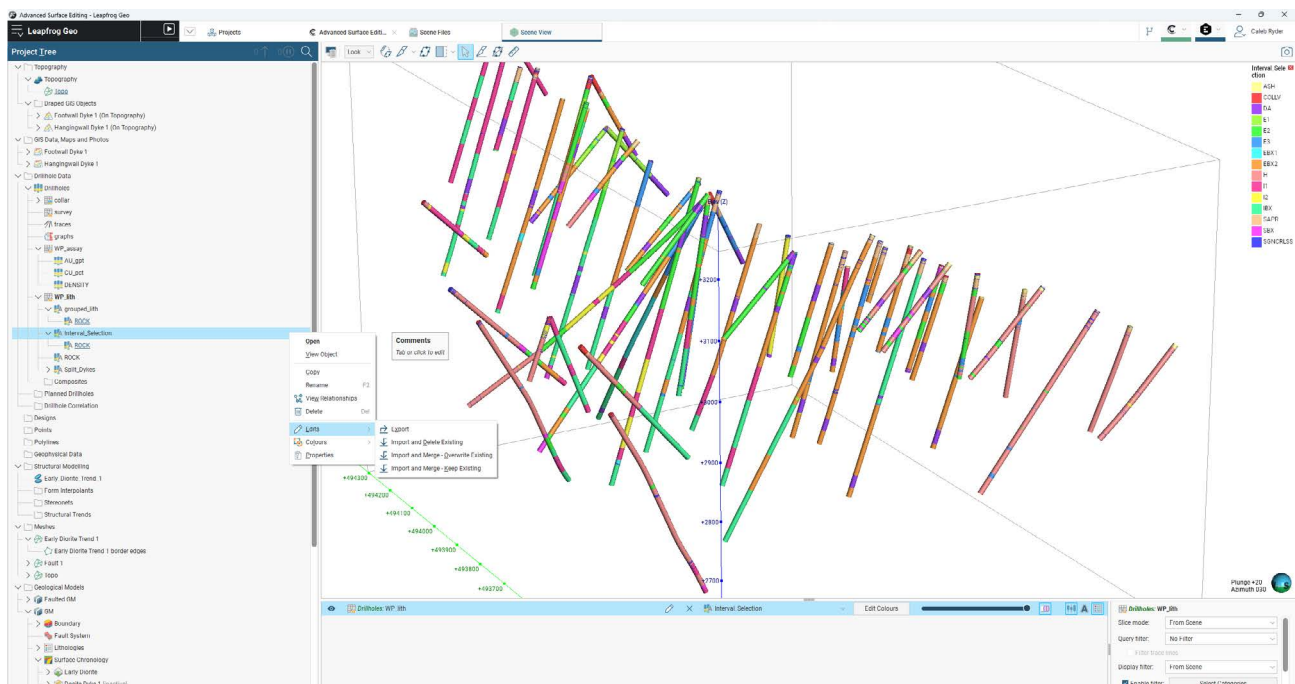 Advanced Surface Editing - Leapfrog Geo
Leapfrog Geo
Projects
Advanced Surface Editi...
Scene Files
Scene View
Caleb Ryder
Project Tree
Look
Topography
Topography
Topo
Draped GIS Objects
Footwall Dyke 1 (On Topography)
Hangingwall Dyke 1 (On Topography)
GIS Data, Maps and Photos
Footwall Dyke 1
Hangingwall Dyke 1
Drillhole Data
Drillholes
collar
survey
traces
graphs
WP_assay
AU_gpt
CU_pct
DENSITY
WP_lith
grouped_lith
ROCK
Interval_Selection
ROCK
ROCK
Split_Dykes
Composites
Planned Drillholes
Drillhole Correlation
Designs
Points
Polylines
Geophysical Data
Structural Modelling
Early Diorite Trend 1
Form Interpolants
Stereonets
Structural Trends
Meshes
Early Diorite Trend 1
Early Diorite Trend 1 border edges
Fault 1
Topo
Geological Models
Faulted GM
GM
Boundary
Fault System
Lithologies
Surface Chronology
Early Diorite
Open
View Object
Copy
Rename F2
View Relationships
Delete Del
Edits
Colours
Properties
Comments
Tab or click to edit
Export
Import and Delete Existing
Import and Merge - Overwrite Existing
Import and Merge - Keep Existing
Elev (Z)
+3200
+3100
+3000
+2900
+2800
+2700
+494300
+494200
+494100
+494000
+493900
+493800
+493700
Interval Sele
ction
ASH
COLLV
DA
E1
E2
E3
EBX1
EBX2
H
I1
I2
IBX
SAPR
SBX
SGNCRLSS
Plunge +20
Azimuth 030
Drillholes: WP_lith
Interval Selection
Edit Colours
Drillholes: WP_lith
Slice mode: From Scene
Query filter: No Filter
Filter trace lines
Display filter: From Scene
Enable filter: Select Categories